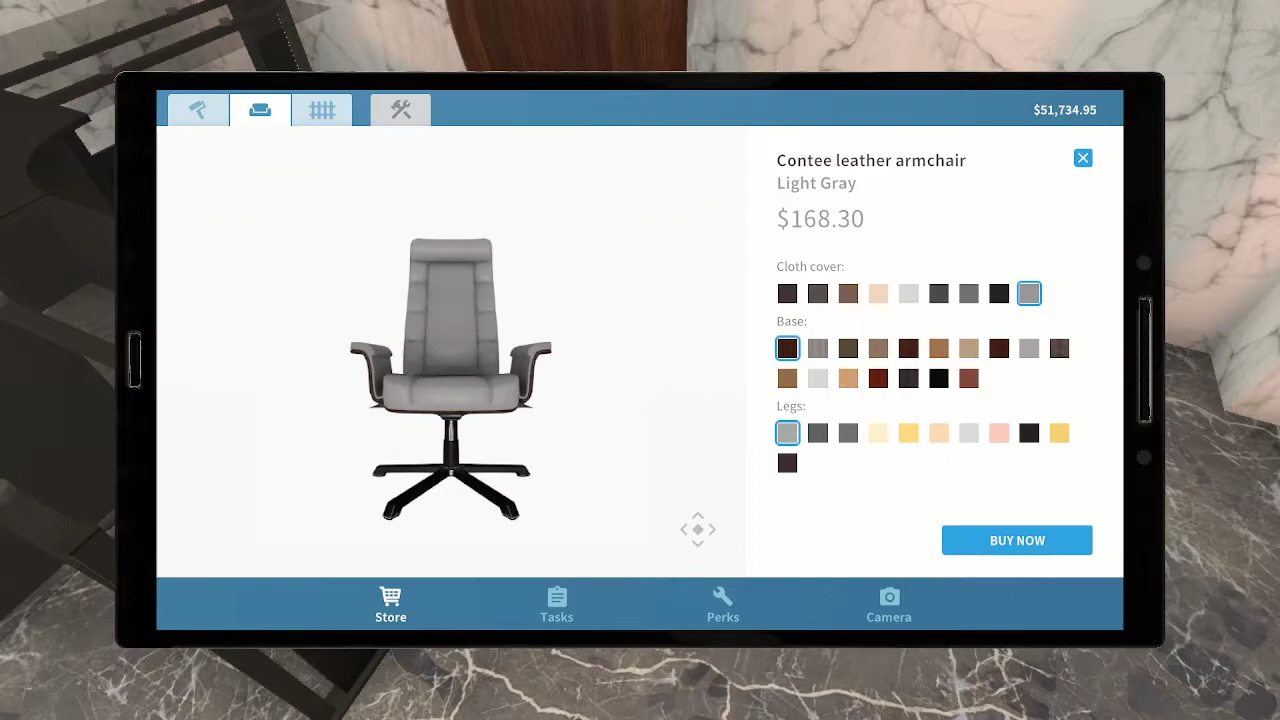 $51,734.95
Contee leather armchair
Light Gray
$168.30
Cloth cover:
Base:
Legs:
BUY NOW
Store
Tasks
Perks
Camera